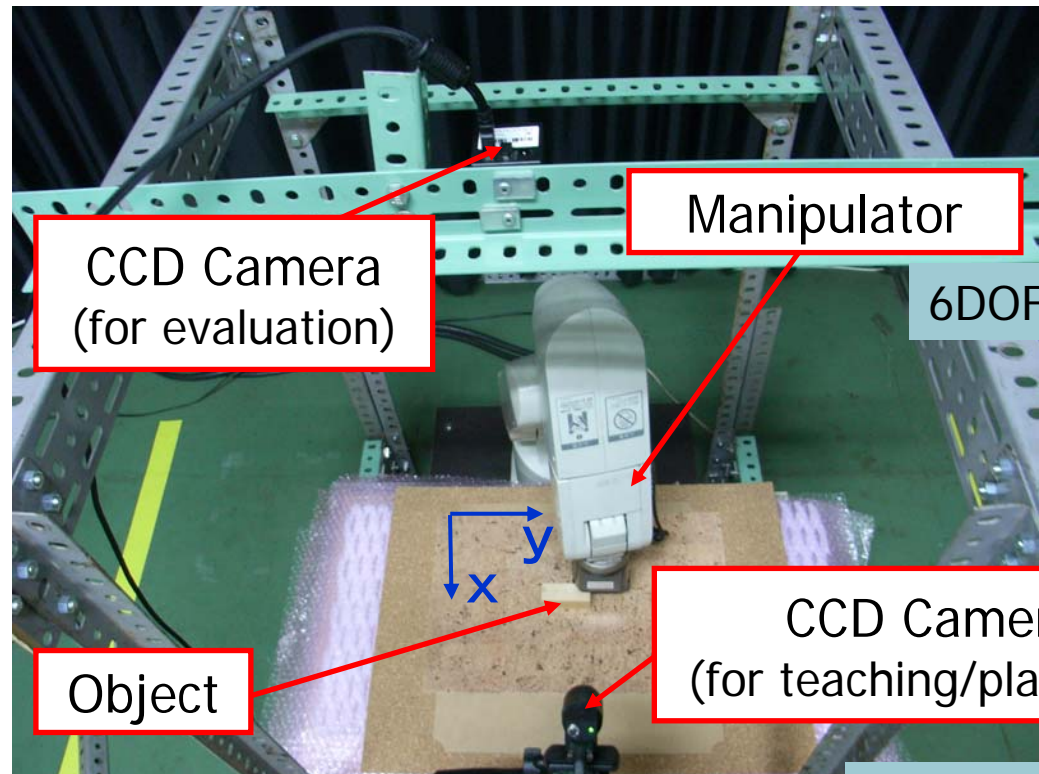 CCD Camera
(for evaluation)
Manipulator
6DOF
y
x
CCD Camer
(for teaching/pla
Object